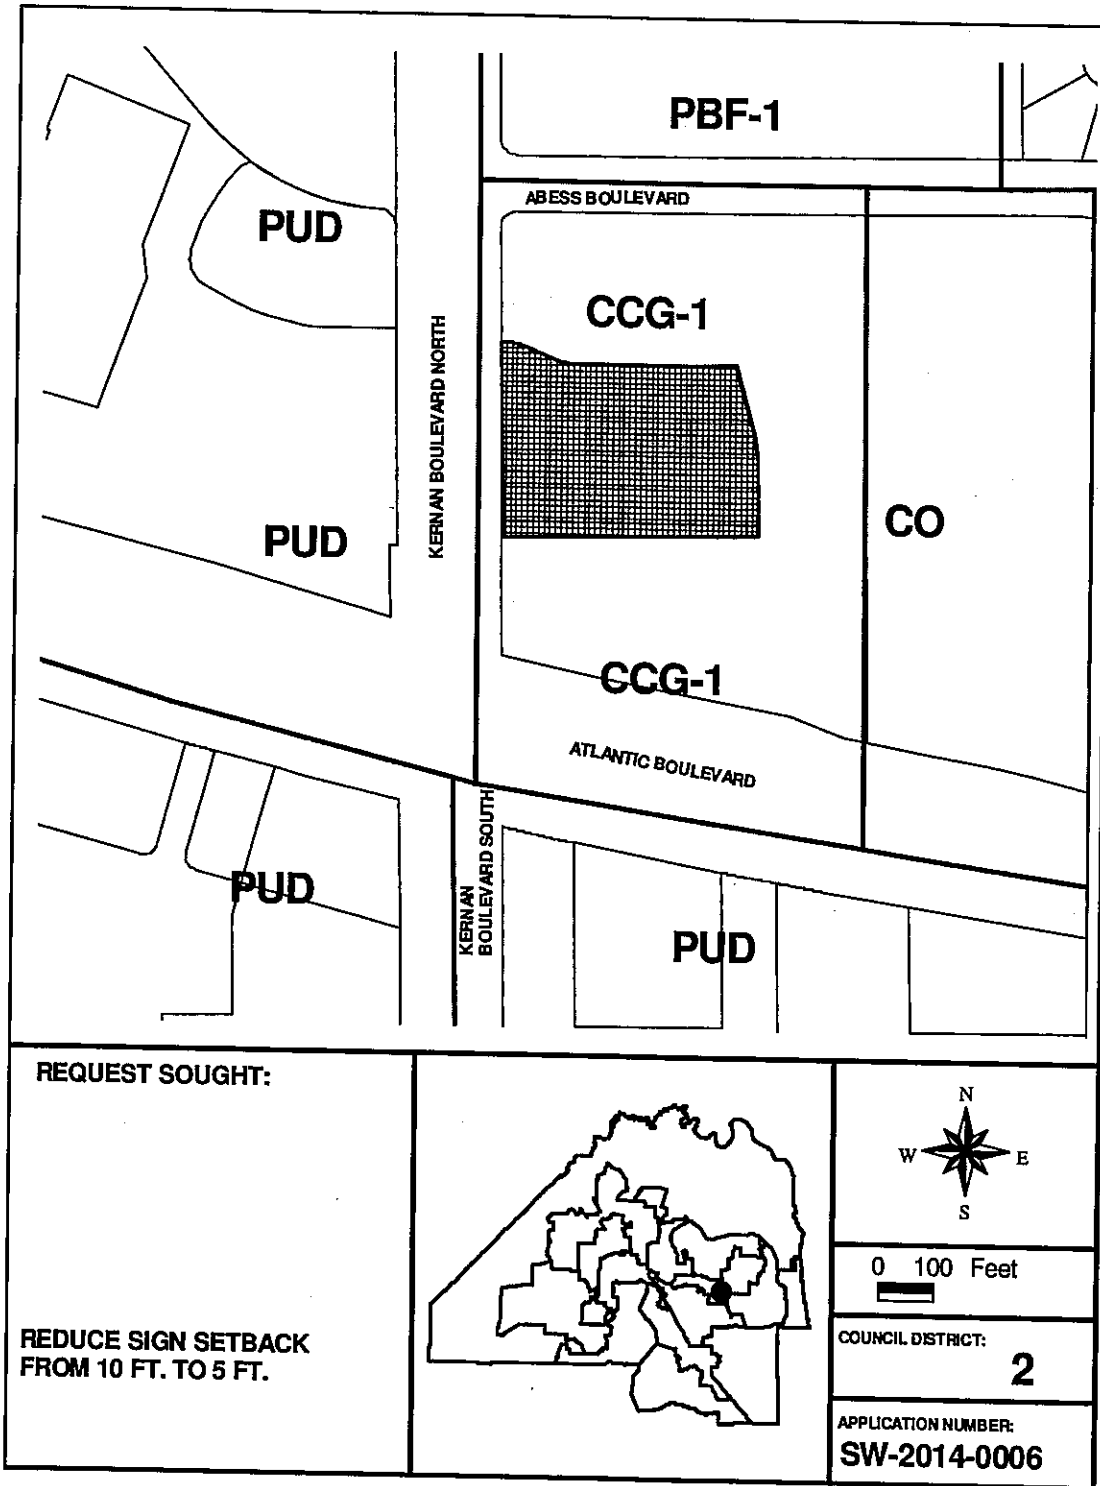 PBF-1
ABESS BOULEVARD
PUD
CCG-1
KERNAN BOULEVARD NORTH
CO
PUD
CCG-1
ATLANTIC BOULEVARD
KERNAN
BOULEVARD SOUTH
PUD
PUD
REQUEST SOUGHT:
REDUCE SIGN SETBACK
FROM 10 FT. TO 5 FT.
N
W E
S
0 100 Feet
COUNCIL DISTRICT:
2
APPLICATION NUMBER:
SW-2014-0006